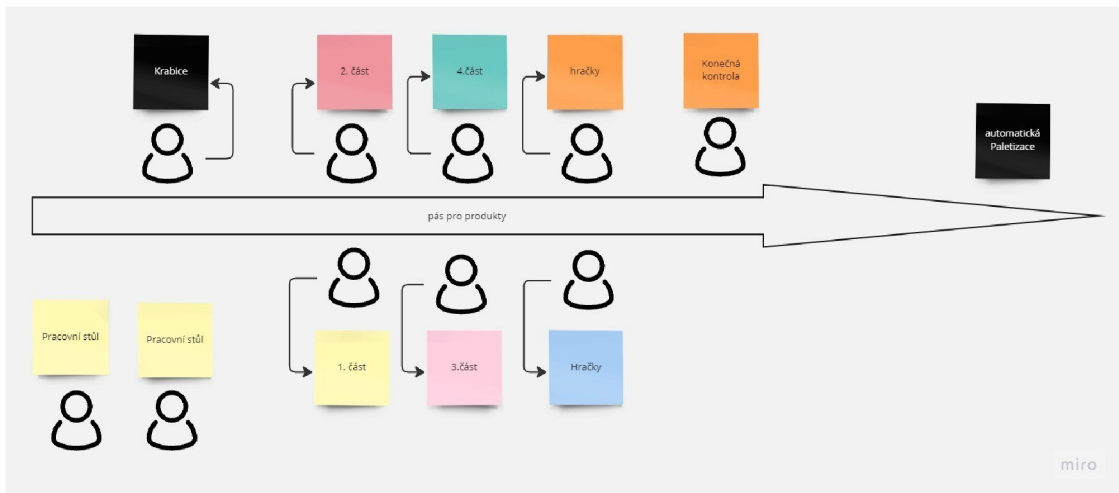 Krabice
2. část
4.část
hračky
Konečná
kontrola
automatická
Paletizace
pás pro produkty
Pracovní stůl
Pracovní stůl
1. část
3.část
Hračky
miro